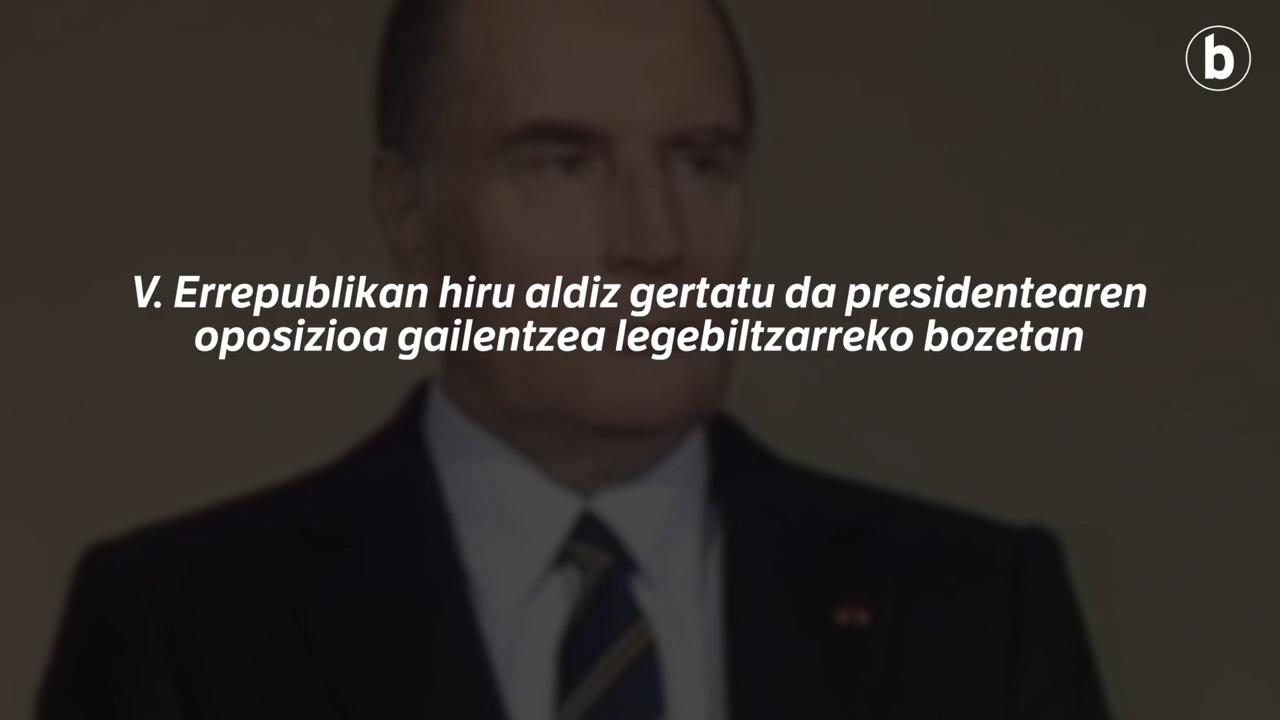 b
V. Errepublikan hiru aldiz gertatu da presidentearen
oposizioa gailentzea legebiltzarreko bozetan